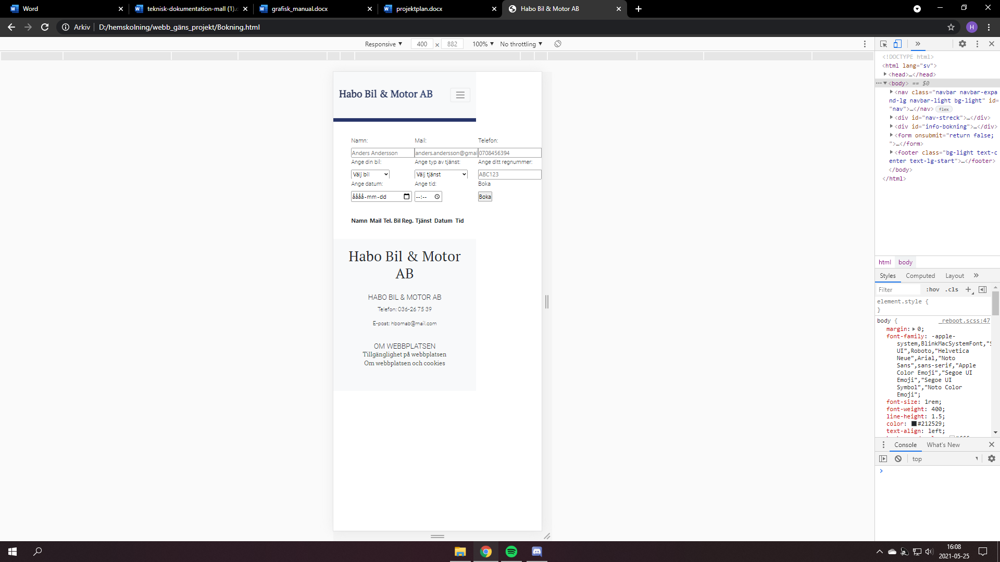 Word
teknisk-dokumentation-mall (1).
grafisk_manual.docx
projektplan.docx
Habo Bil & Motor AB
Arkiv
D:/hemskolning/webb_gäns_projekt/Bokning.html
H
Responsive
400 × 882
100%
No throttling
Habo Bil & Motor AB
Namn: Mail: Telefon:
Anders Andersson anders.andersson@gmai 0708456394
Ange din bil: Ange typ av tjänst: Ange ditt regnummer:
Välj bil Välj tjänst ABC123
Ange datum: Ange tid: Boka
åååå-mm-dd --:-- Boka
Namn Mail Tel. Bil Reg. Tjänst Datum Tid
Habo Bil & Motor
AB
HABO BIL & MOTOR AB
Telefon: 036-26 75 39
E-post: hbomab@mail.com
OM WEBBPLATSEN
Tillgänglighet på webbplatsen
Om webbplatsen och cookies
<!DOCTYPE html>
<html lang="sv">
<head>…</head>
<body> == $0
<nav class="navbar navbar-expa
nd-lg navbar-light bg-light" id=
"nav">…</nav> flex
<div id="nav-streck">…</div>
<div id="info-bokning">…</div>
<form onsubmit="return false;
">…</form>
<footer class="bg-light text-c
enter text-lg-start">…</footer>
</body>
</html>
html body
Styles Computed Layout
Filter :hov .cls
element.style {
}
body { _reboot.scss:47
margin: 0;
font-family: -apple-
system,BlinkMacSystemFont,"S
UI",Roboto,"Helvetica
Neue",Arial,"Noto
Sans",sans-serif,"Apple
Color Emoji","Segoe UI
Emoji","Segoe UI
Symbol","Noto Color
Emoji";
font-size: 1rem;
font-weight: 400;
line-height: 1.5;
color: #212529;
text-align: left;
Console What's New
top
16:08
2021-05-25